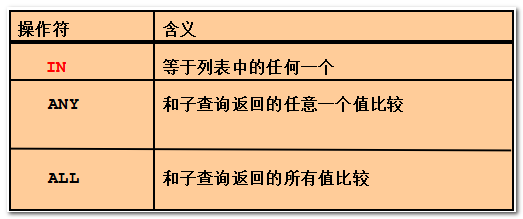 操作符 含义
IN 等于列表中的任何一个
ANY 和子查询返回的任意一个值比较
ALL 和子查询返回的所有值比较